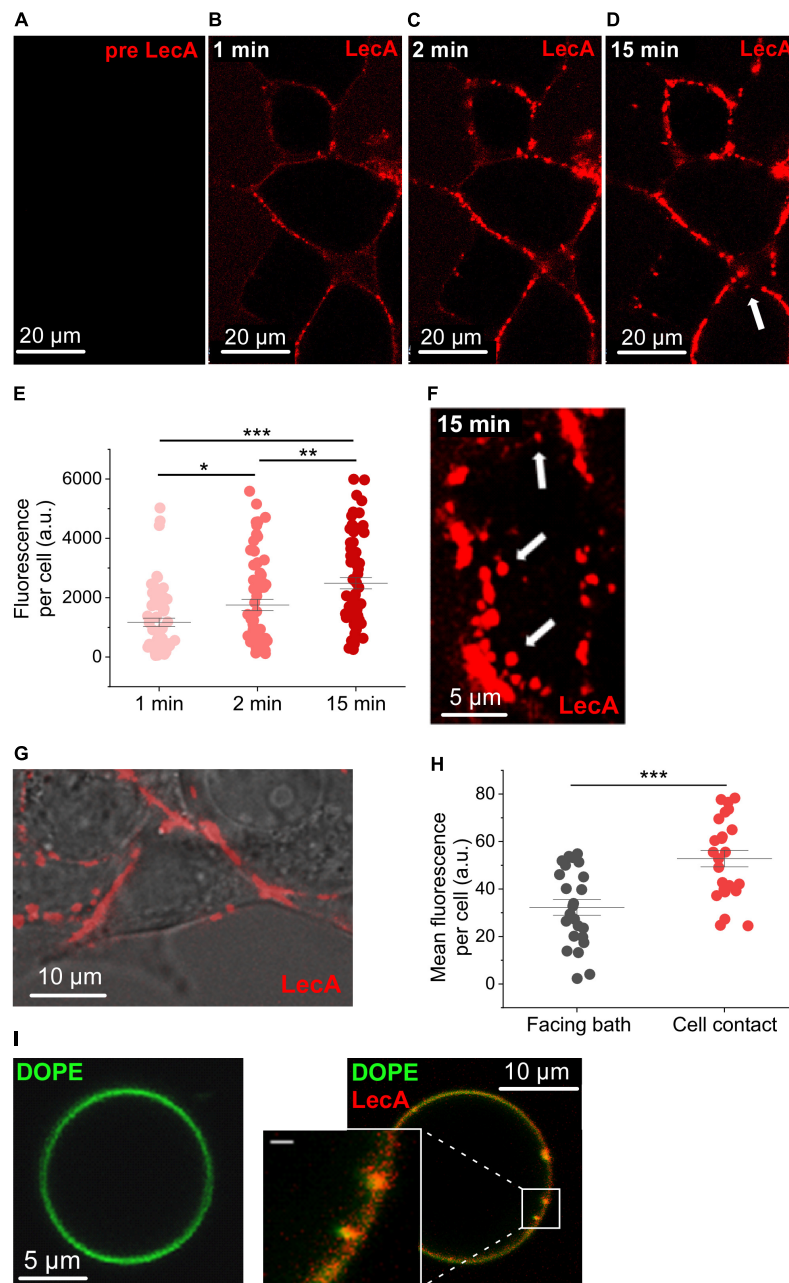 A
B
C
D
pre LecA
1 min
LecA
2 min
LecA
15 min
LecA
20 µm
20 µm
20 µm
20 µm
E
Fluorescence
per cell (a.u.)
6000
4000
2000
0
***
*
**
1 min
2 min
15 min
F
15 min
5 µm
LecA
G
10 µm
LecA
H
Mean fluorescence
per cell (a.u.)
80
60
40
20
0
***
Facing bath
Cell contact
I
DOPE
5 µm
DOPE
LecA
10 µm